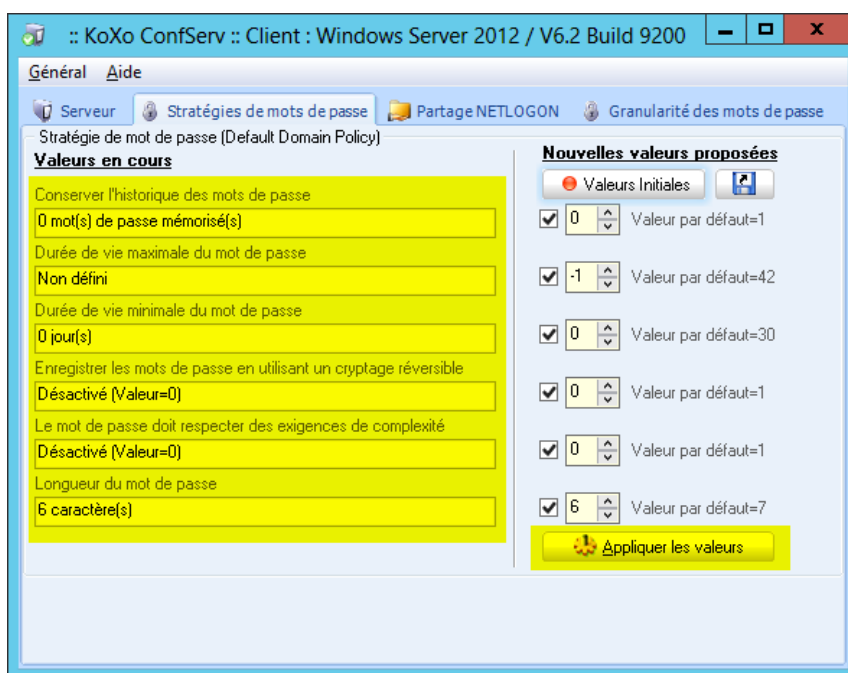 :: KoXo ConfServ :: Client : Windows Server 2012 / V6.2 Build 9200
Général Aide
Serveur Stratégies de mots de passe Partage NETLOGON Granularité des mots de passe
Stratégie de mot de passe (Default Domain Policy)
Valeurs en cours
Nouvelles valeurs proposées
Valeurs Initiales
Conserver l'historique des mots de passe
0 mot(s) de passe mémorisé(s)
0 Valeur par défaut=1
Durée de vie maximale du mot de passe
Non défini
-1 Valeur par défaut=42
Durée de vie minimale du mot de passe
0 jour(s)
0 Valeur par défaut=30
Enregistrer les mots de passe en utilisant un cryptage réversible
Désactivé (Valeur=0)
0 Valeur par défaut=1
Le mot de passe doit respecter des exigences de complexité
Désactivé (Valeur=0)
0 Valeur par défaut=1
Longueur du mot de passe
6 caractère(s)
6 Valeur par défaut=7
Appliquer les valeurs